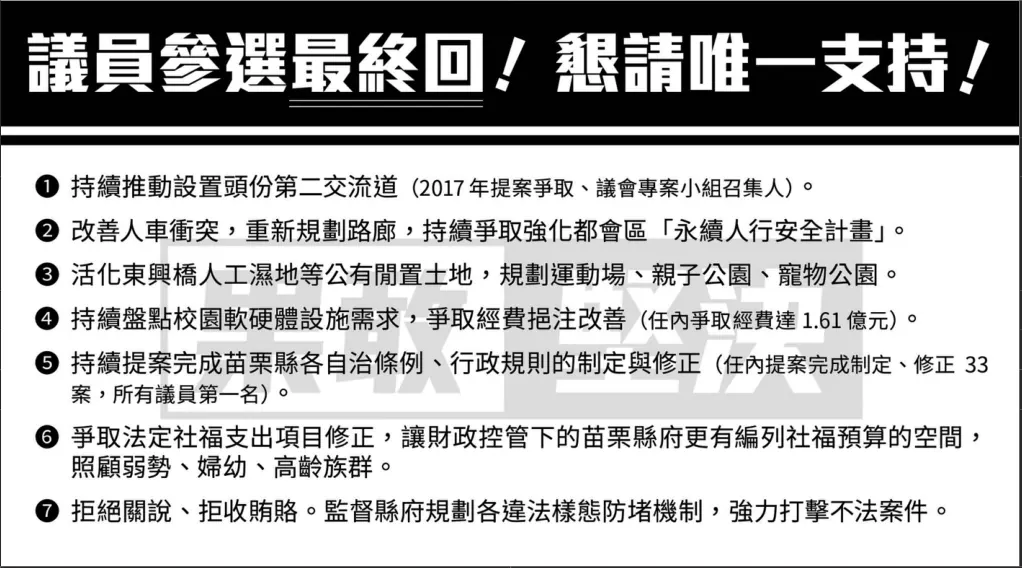 議員參選最終回！懇請唯一支持！
❶ 持續推動設置頭份第二交流道（2017 年提案爭取、議會專案小組召集人）。
❷ 改善人車衝突，重新規劃路廊，持續爭取強化都會區「永續人行安全計畫」。
❸ 活化東興橋人工濕地等公有閒置土地，規劃運動場、親子公園、寵物公園。
❹ 持續盤點校園軟硬體設施需求，爭取經費挹注改善（任內爭取經費達 1.61 億元）。
❺ 持續提案完成苗栗縣各自治條例、行政規則的制定與修正（任內提案完成制定、修正 33
案，所有議員第一名）。
❻ 爭取法定社福支出項目修正，讓財政控管下的苗栗縣府更有編列社福預算的空間，
照顧弱勢、婦幼、高齡族群。
❼ 拒絕關說、拒收賄賂。監督縣府規劃各違法樣態防堵機制，強力打擊不法案件。
果敢 堅決